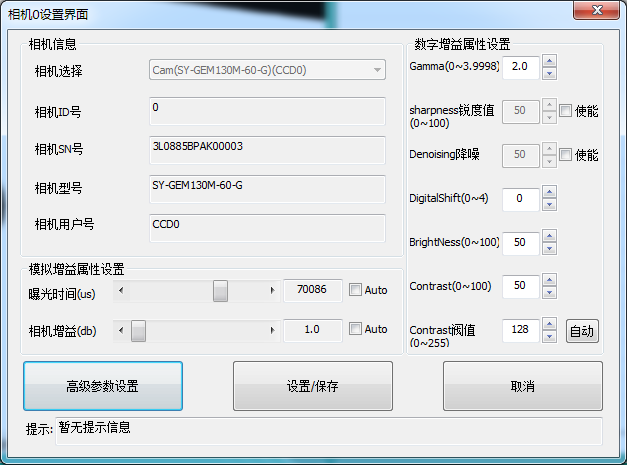 相机0设置界面
相机信息
相机选择
Cam(SY-GEM130M-60-G)(CCD0)
相机ID号
0
相机SN号
3L0885BPAK00003
相机型号
SY-GEM130M-60-G
相机用户号
CCD0
模拟增益属性设置
曝光时间(us)
70086
Auto
相机增益(db)
1.0
Auto
数字增益属性设置
Gamma(0~3.9998)
2.0
sharpness锐度值
(0~100)
50
使能
Denoising降噪
50
使能
DigitalShift(0~4)
0
BrightNess(0~100)
50
Contrast(0~100)
50
Contrast阀值
(0~255)
128
自动
高级参数设置
设置/保存
取消
提示:
暂无提示信息